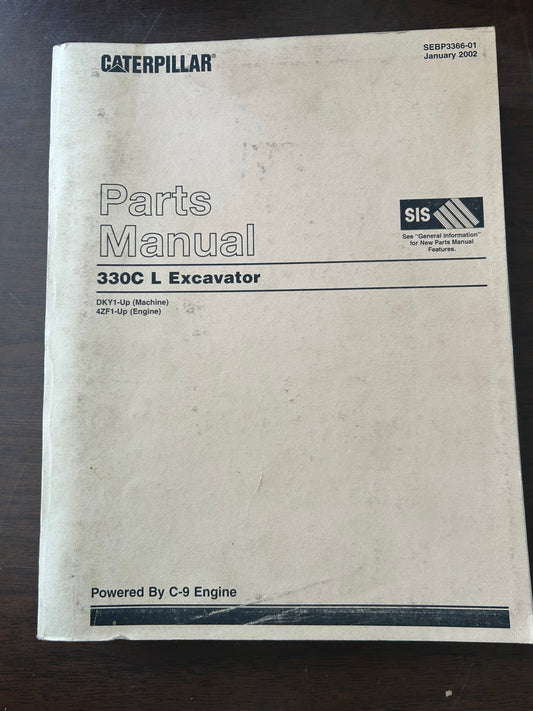 CATERPILLAR®
SEBP3366-01
January 2002
Parts
Manual
SIS
See "General Information"
for New Parts Manual
Features.
330C L Excavator
DKY1-Up (Machine)
4ZF1-Up (Engine)
Powered By C-9 Engine